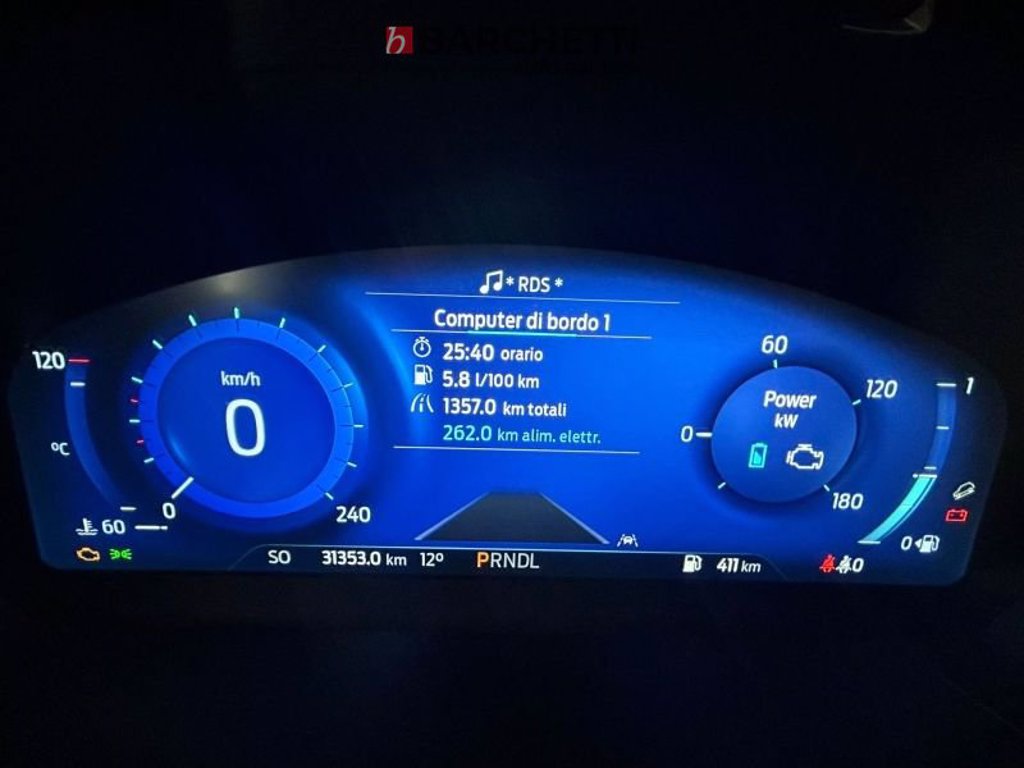 b BARCHETTI
* RDS *
Computer di bordo 1
25:40 orario
5.8 l/100 km
1357.0 km totali
262.0 km alim. elettr.
120
°C
60
km/h
0
0
240
60
120
0
180
Power
kW
1
0
SO 31353.0 km 12° PRNDL 411 km 0